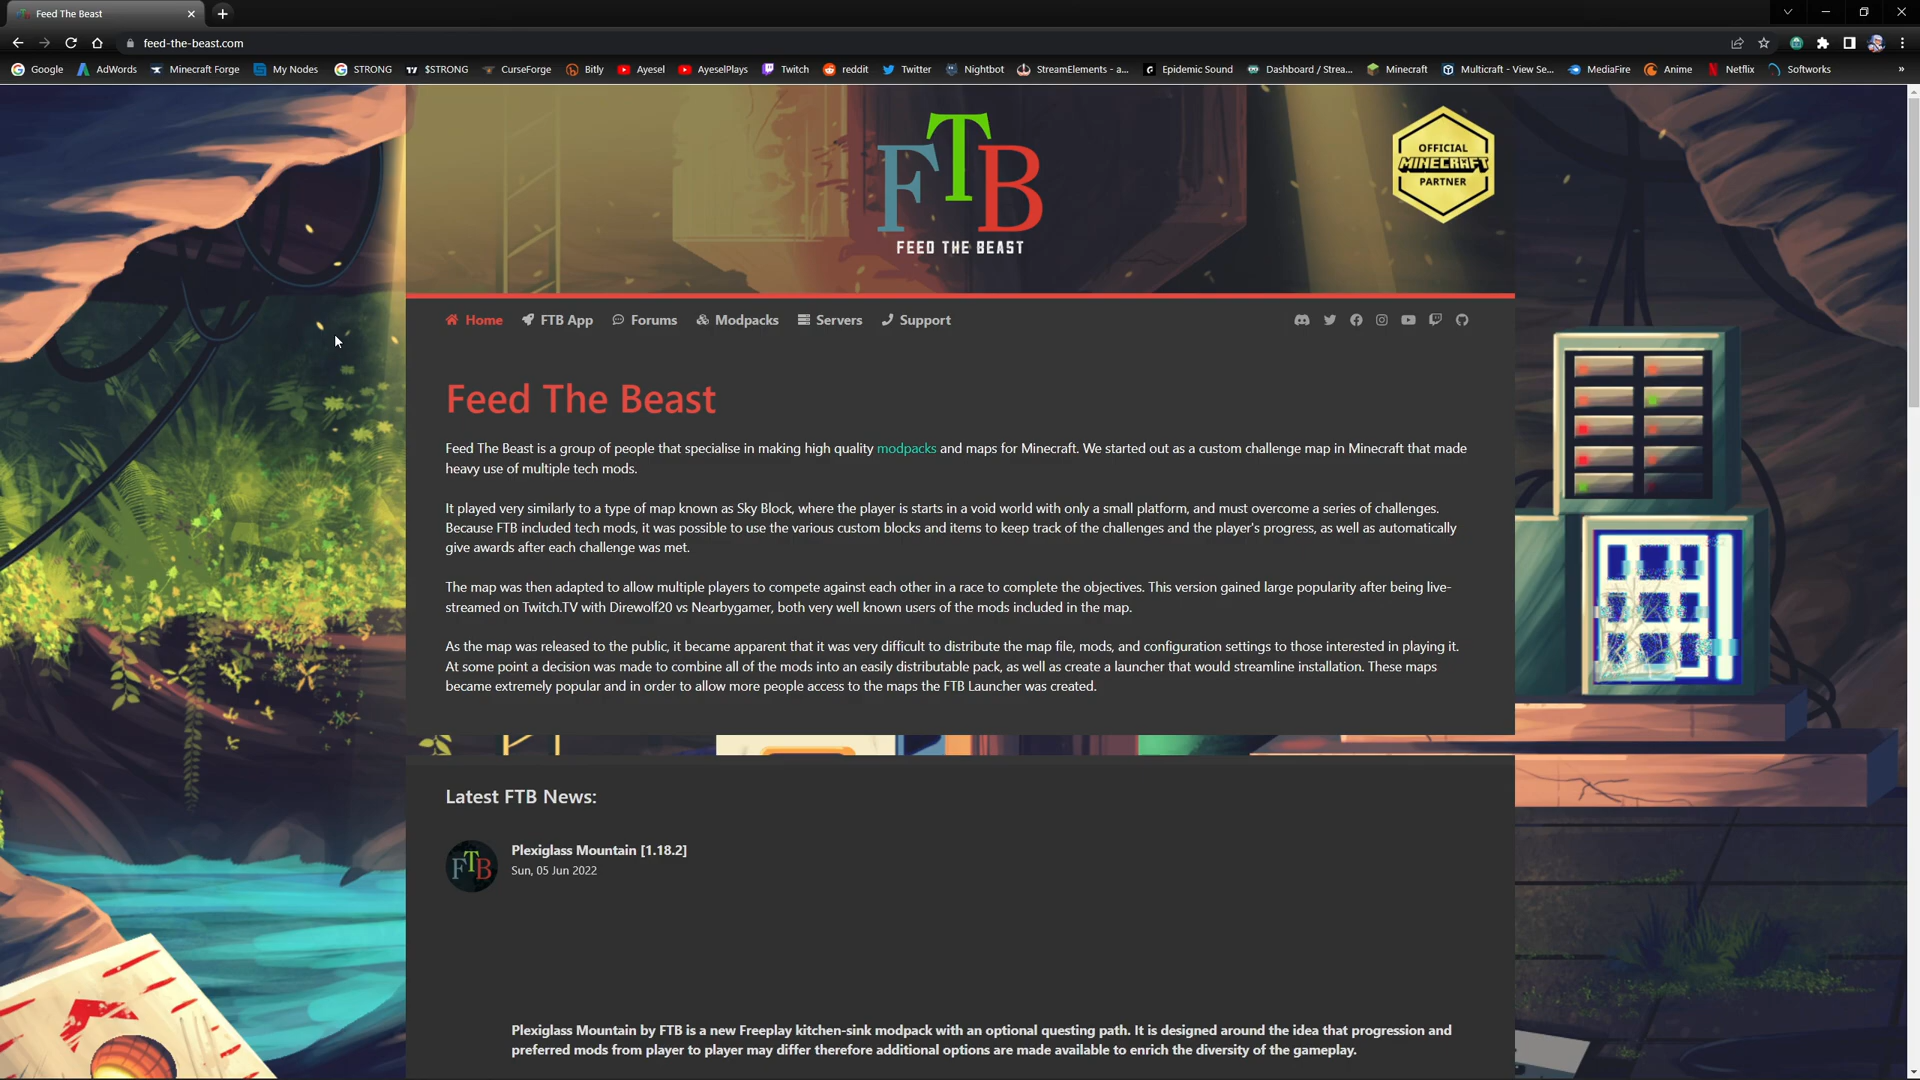 Feed The Beast
feed-the-beast.com
Google
AdWords
Minecraft Forge
My Nodes
STRONG
$STRONG
CurseForge
Bitly
Ayesel
AyeselPlays
Twitch
reddit
Twitter
Nightbot
StreamElements - a...
Epidemic Sound
Dashboard / Strea...
Minecraft
Multicraft - View Se...
MediaFire
Anime
Netflix
Softworks
FTB
FEED THE BEAST
OFFICIAL
MINECRAFT
PARTNER
Home
FTB App
Forums
Modpacks
Servers
Support
Feed The Beast
Feed The Beast is a group of people that specialise in making high quality modpacks and maps for Minecraft. We started out as a custom challenge map in Minecraft that made
heavy use of multiple tech mods.
It played very similarly to a type of map known as Sky Block, where the player is starts in a void world with only a small platform, and must overcome a series of challenges.
Because FTB included tech mods, it was possible to use the various custom blocks and items to keep track of the challenges and the player's progress, as well as automatically
give awards after each challenge was met.
The map was then adapted to allow multiple players to compete against each other in a race to complete the objectives. This version gained large popularity after being live-
streamed on Twitch.TV with Direwolf20 vs Nearbygamer, both very well known users of the mods included in the map.
As the map was released to the public, it became apparent that it was very difficult to distribute the map file, mods, and configuration settings to those interested in playing it.
At some point a decision was made to combine all of the mods into an easily distributable pack, as well as create a launcher that would streamline installation. These maps
became extremely popular and in order to allow more people access to the maps the FTB Launcher was created.
Latest FTB News:
FTB
Plexiglass Mountain [1.18.2]
Sun, 05 Jun 2022
Plexiglass Mountain by FTB is a new Freeplay kitchen-sink modpack with an optional questing path. It is designed around the idea that progression and
preferred mods from player to player may differ therefore additional options are made available to enrich the diversity of the gameplay.